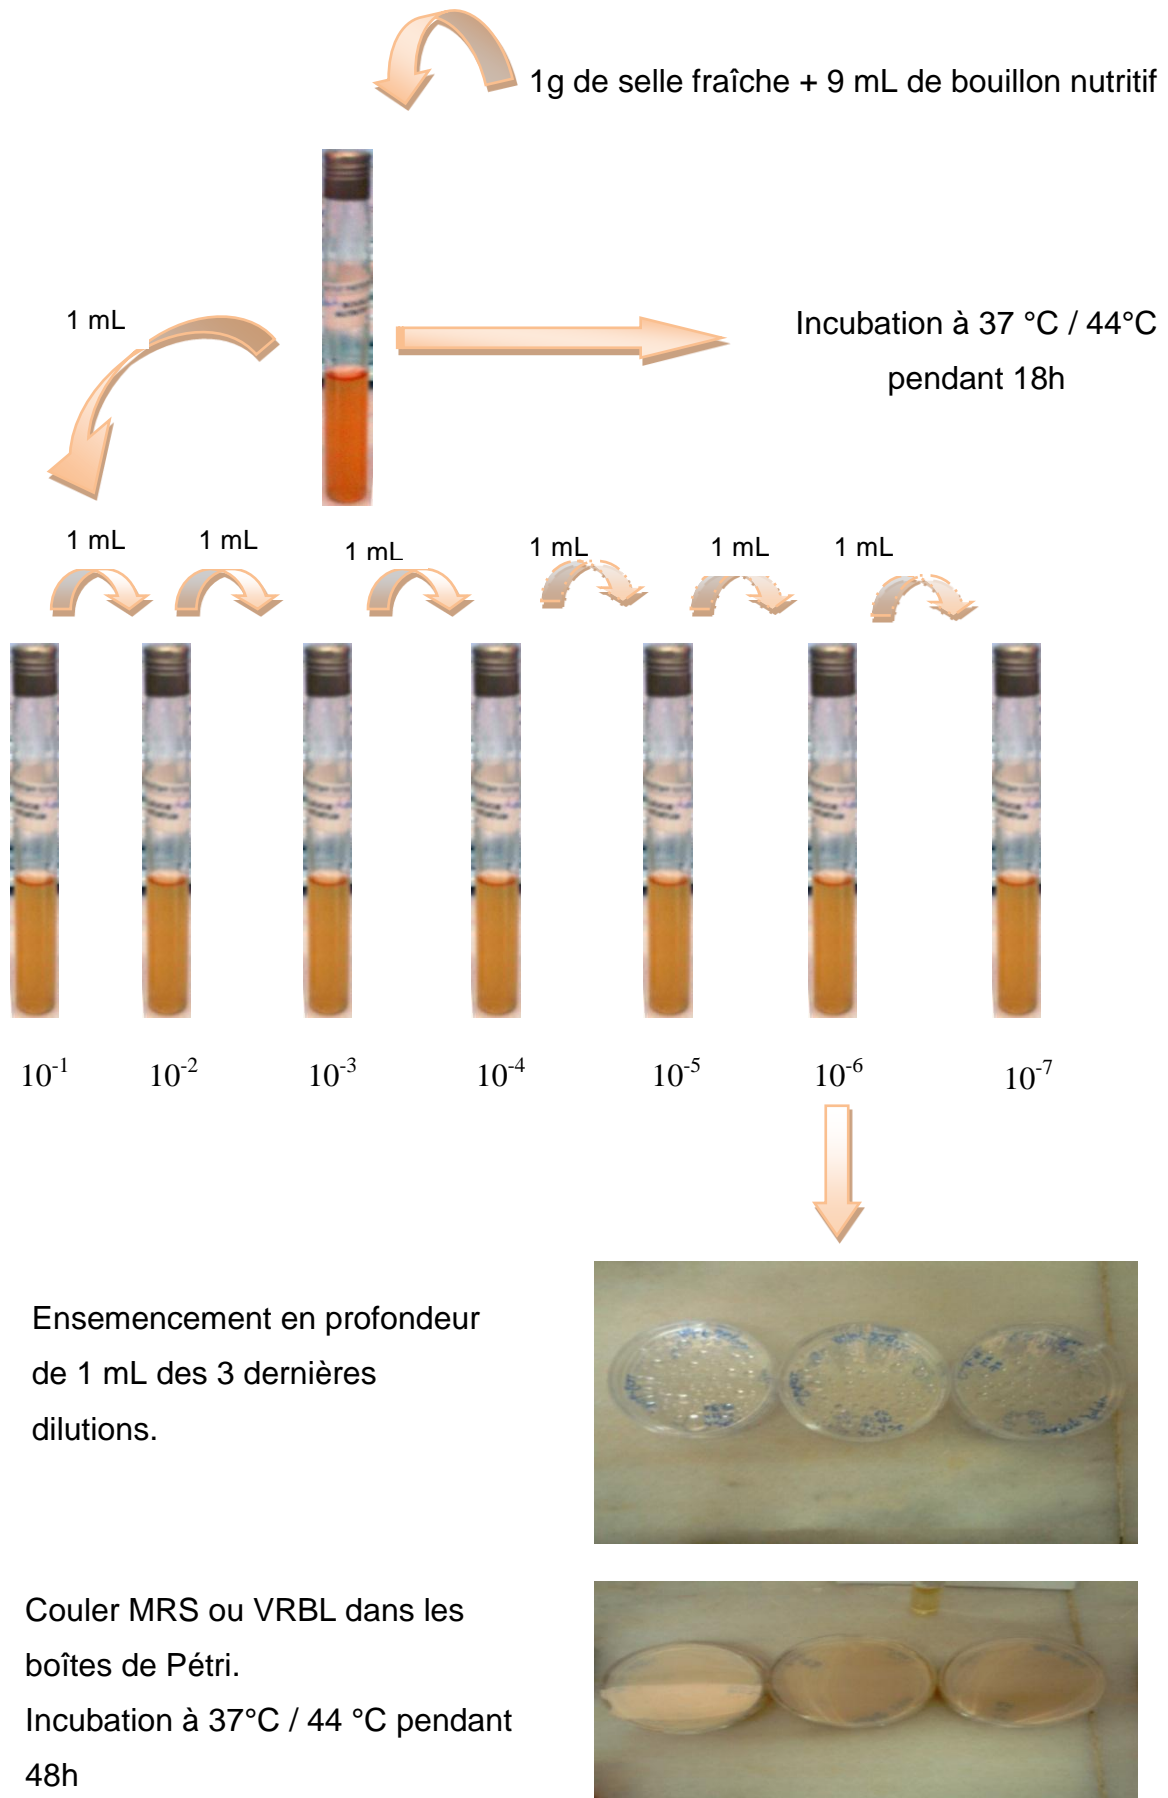 1g de selle fraîche + 9 mL de bouillon nutritif
1 mL
Incubation à 37 °C / 44°C
pendant 18h
1 mL
1 mL
1 mL
1 mL
1 mL
1 mL
10⁻¹
10⁻²
10⁻³
10⁻⁴
10⁻⁵
10⁻⁶
10⁻⁷
Ensemencement en profondeur
de 1 mL des 3 dernières
dilutions.
Couler MRS ou VRBL dans les
boîtes de Pétri.
Incubation à 37°C / 44 °C pendant
48h